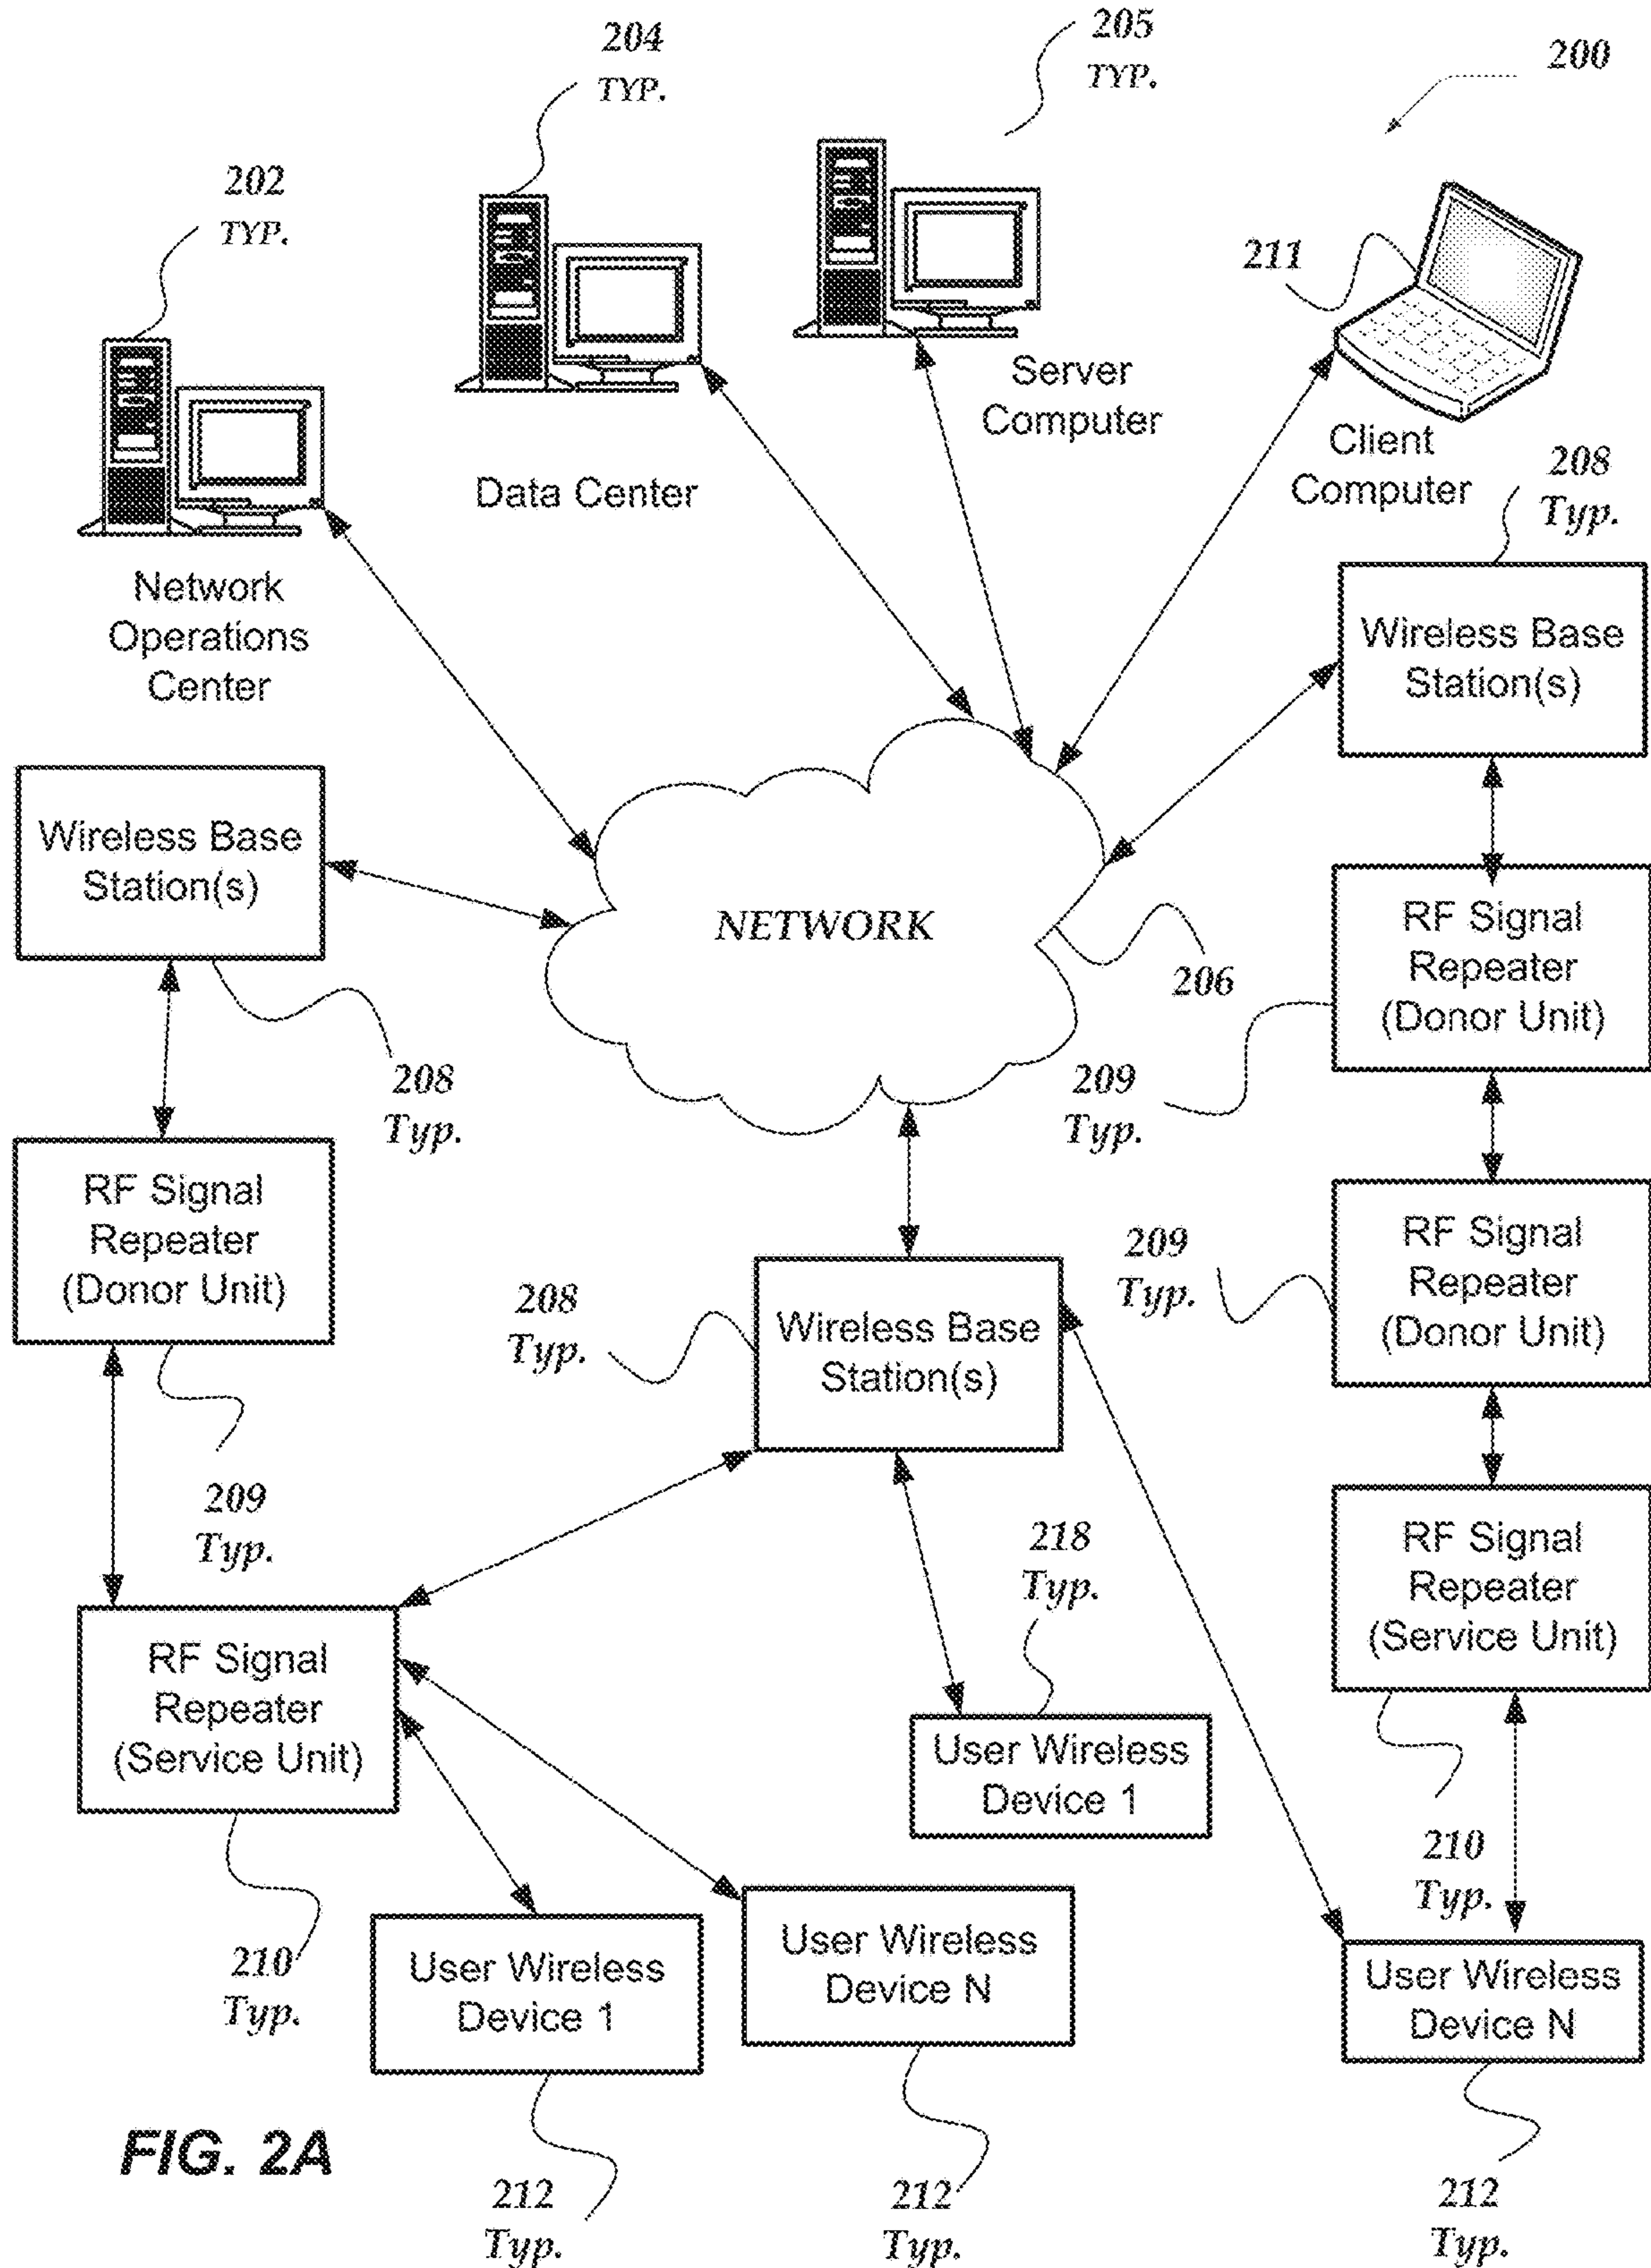 204
TYP.
205
TYP.
200
202
TYP.
211
Server
Computer
Client
Computer
208
Typ.
Data Center
Network
Operations
Center
Wireless Base
Station(s)
Wireless Base
Station(s)
NETWORK
206
RF Signal
Repeater
(Donor Unit)
208
Typ.
209
Typ.
RF Signal
Repeater
(Donor Unit)
209
Typ.
RF Signal
Repeater
(Donor Unit)
208
Typ.
Wireless Base
Station(s)
209
Typ.
218
Typ.
RF Signal
Repeater
(Service Unit)
RF Signal
Repeater
(Service Unit)
User Wireless
Device 1
210
Typ.
210
Typ.
User Wireless
Device 1
User Wireless
Device N
User Wireless
Device N
FIG. 2A
212
Typ.
212
Typ.
212
Typ.